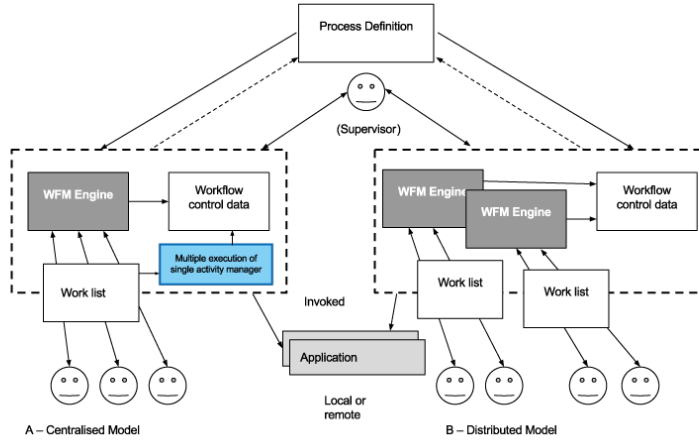 Process Definition
(Supervisor)
WFM Engine
Workflow
control data
Multiple execution of
single activity manager
Work list
WFM Engine
WFM Engine
Workflow
control data
Work list
Work list
Invoked
Application
Local or
remote
A – Centralised Model
B – Distributed Model